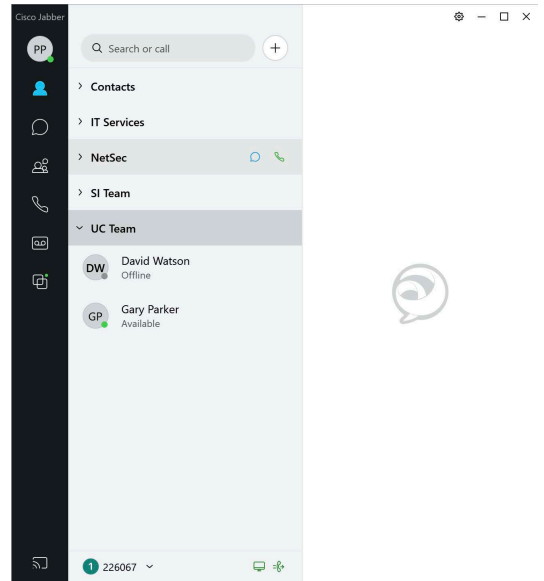 Cisco Jabber
PP
Search or call
Contacts
IT Services
NetSec
SI Team
UC Team
DW
David Watson
Offline
GP
Gary Parker
Available
1 226067